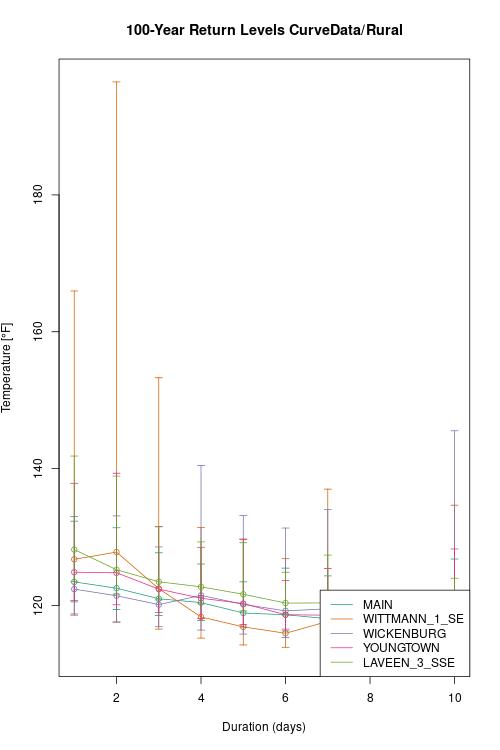 100-Year Return Levels CurveData/Rural
Temperature [°F]
180
160
140
120
MAIN
WITTMANN_1_SE
WICKENBURG
YOUNGTOWN
LAVEEN_3_SSE
2
4
6
8
10
Duration (days)